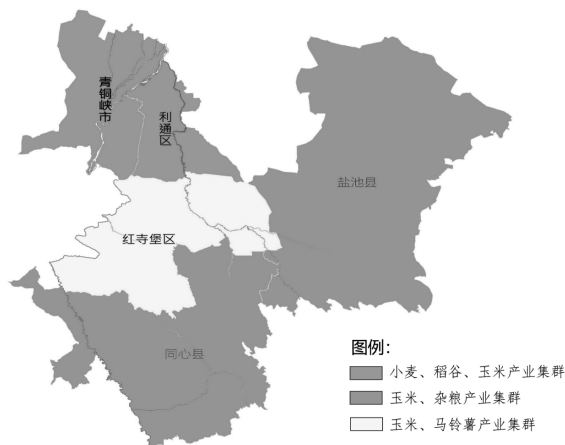 青铜峡市
利通区
盐池县
红寺堡区
同心县
图例：
小麦、稻谷、玉米产业集群
玉米、杂粮产业集群
玉米、马铃薯产业集群